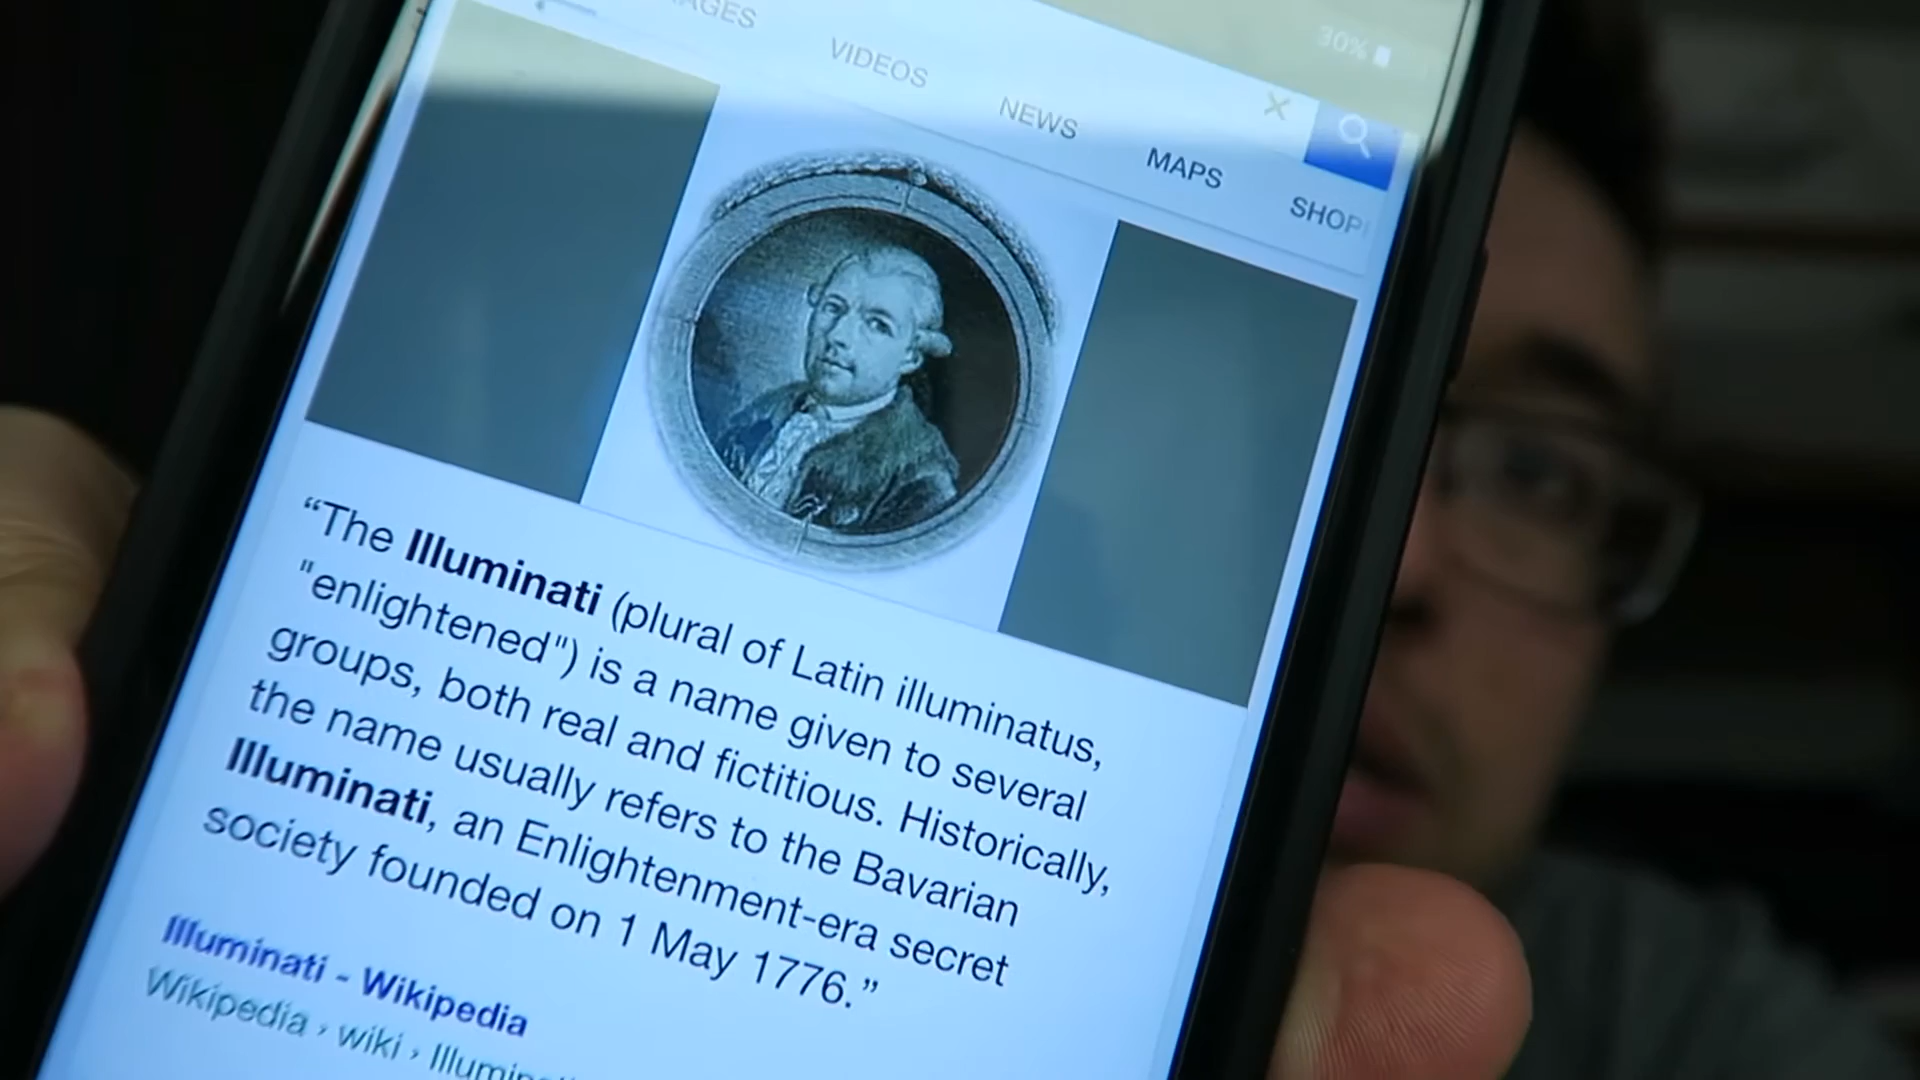 30%
VIDEOS
NEWS
MAPS
SHOP
“The Illuminati (plural of Latin illuminatus,
"enlightened") is a name given to several
groups, both real and fictitious. Historically,
the name usually refers to the Bavarian
Illuminati, an Enlightenment-era secret
society founded on 1 May 1776.”
Illuminati - Wikipedia
Wikipedia › wiki ›